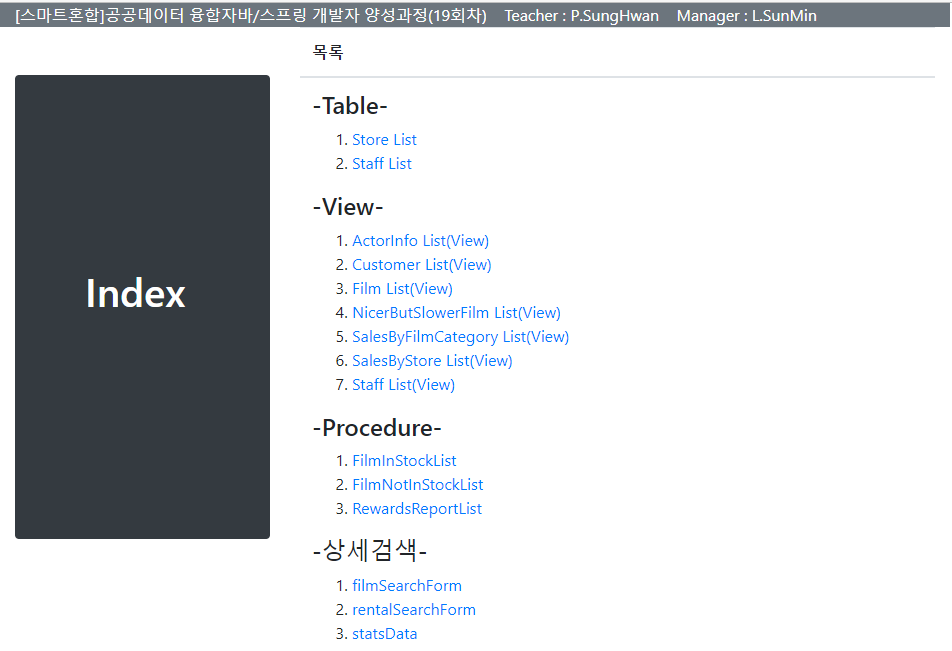 [스마트혼합]공공데이터 융합자바/스프링 개발자 양성과정(19회차) Teacher : P.SungHwan Manager : L.SunMin
목록
Index
-Table-
1. Store List
2. Staff List
-View-
1. ActorInfo List(View)
2. Customer List(View)
3. Film List(View)
4. NicerButSlowerFilm List(View)
5. SalesByFilmCategory List(View)
6. SalesByStore List(View)
7. Staff List(View)
-Procedure-
1. FilmInStockList
2. FilmNotInStockList
3. RewardsReportList
-상세검색-
1. filmSearchForm
2. rentalSearchForm
3. statsData